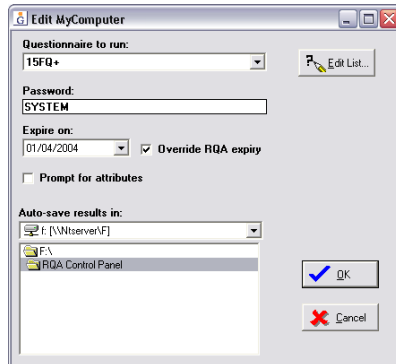 Edit MyComputer
Questionnaire to run:
15FQ+
Edit List...
Password:
SYSTEM
Expire on:
01/04/2004
Override RQA expiry
Prompt for attributes
Auto-save results in:
f: [\\Ntserver\F]
F:\
RQA Control Panel
OK
Cancel